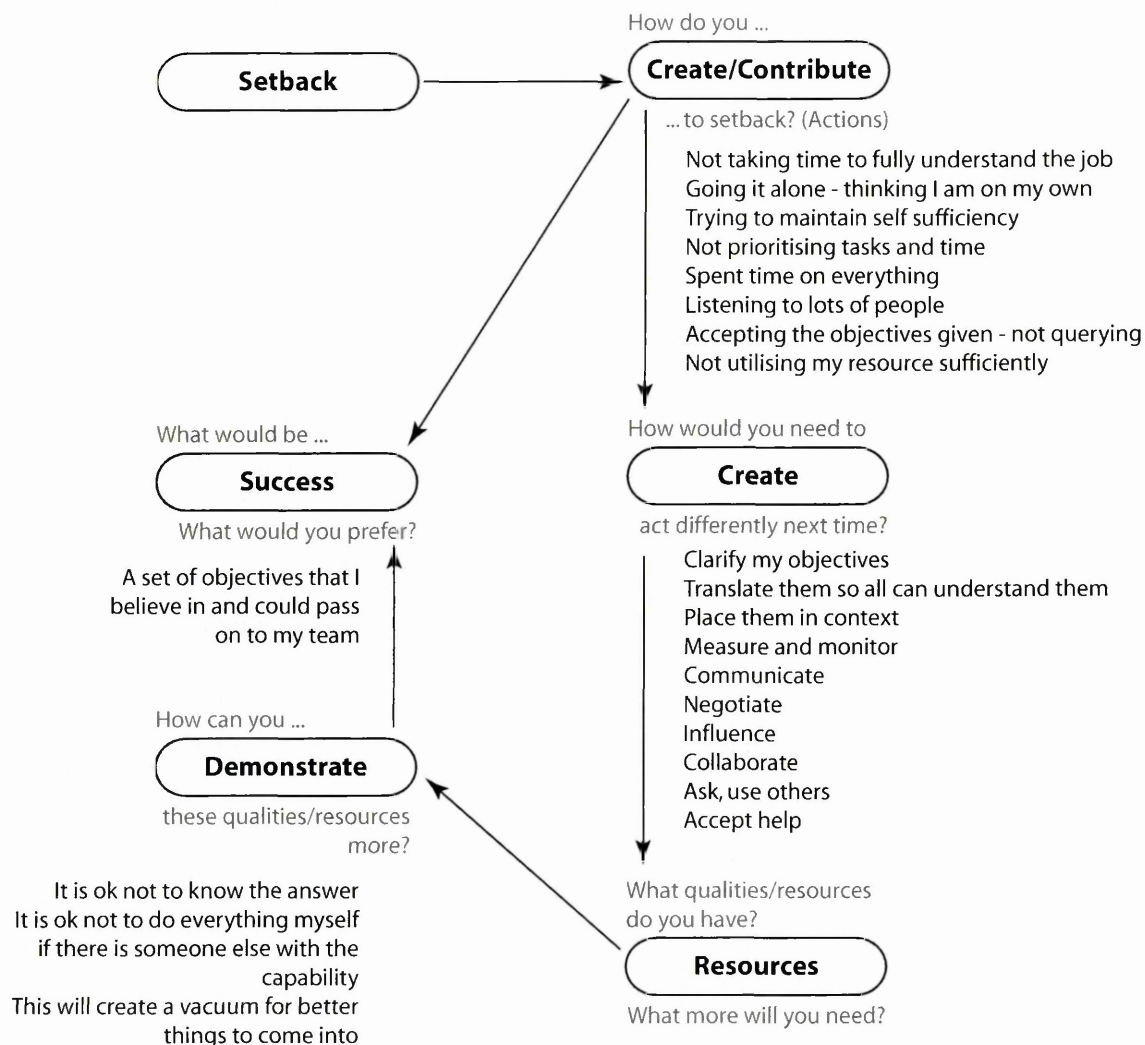 How do you ...
Setback
Create/Contribute
... to setback? (Actions)
Not taking time to fully understand the job
Going it alone - thinking I am on my own
Trying to maintain self sufficiency
Not prioritising tasks and time
Spent time on everything
Listening to lots of people
Accepting the objectives given - not querying
Not utilising my resource sufficiently
What would be ...
Success
What would you prefer?
A set of objectives that I
believe in and could pass
on to my team
How would you need to
Create
act differently next time?
Clarify my objectives
Translate them so all can understand them
Place them in context
Measure and monitor
Communicate
Negotiate
Influence
Collaborate
Ask, use others
Accept help
How can you ...
Demonstrate
these qualities/resources
more?
It is ok not to know the answer
It is ok not to do everything myself
if there is someone else with the
capability
This will create a vacuum for better
things to come into
What qualities/resources
do you have?
Resources
What more will you need?